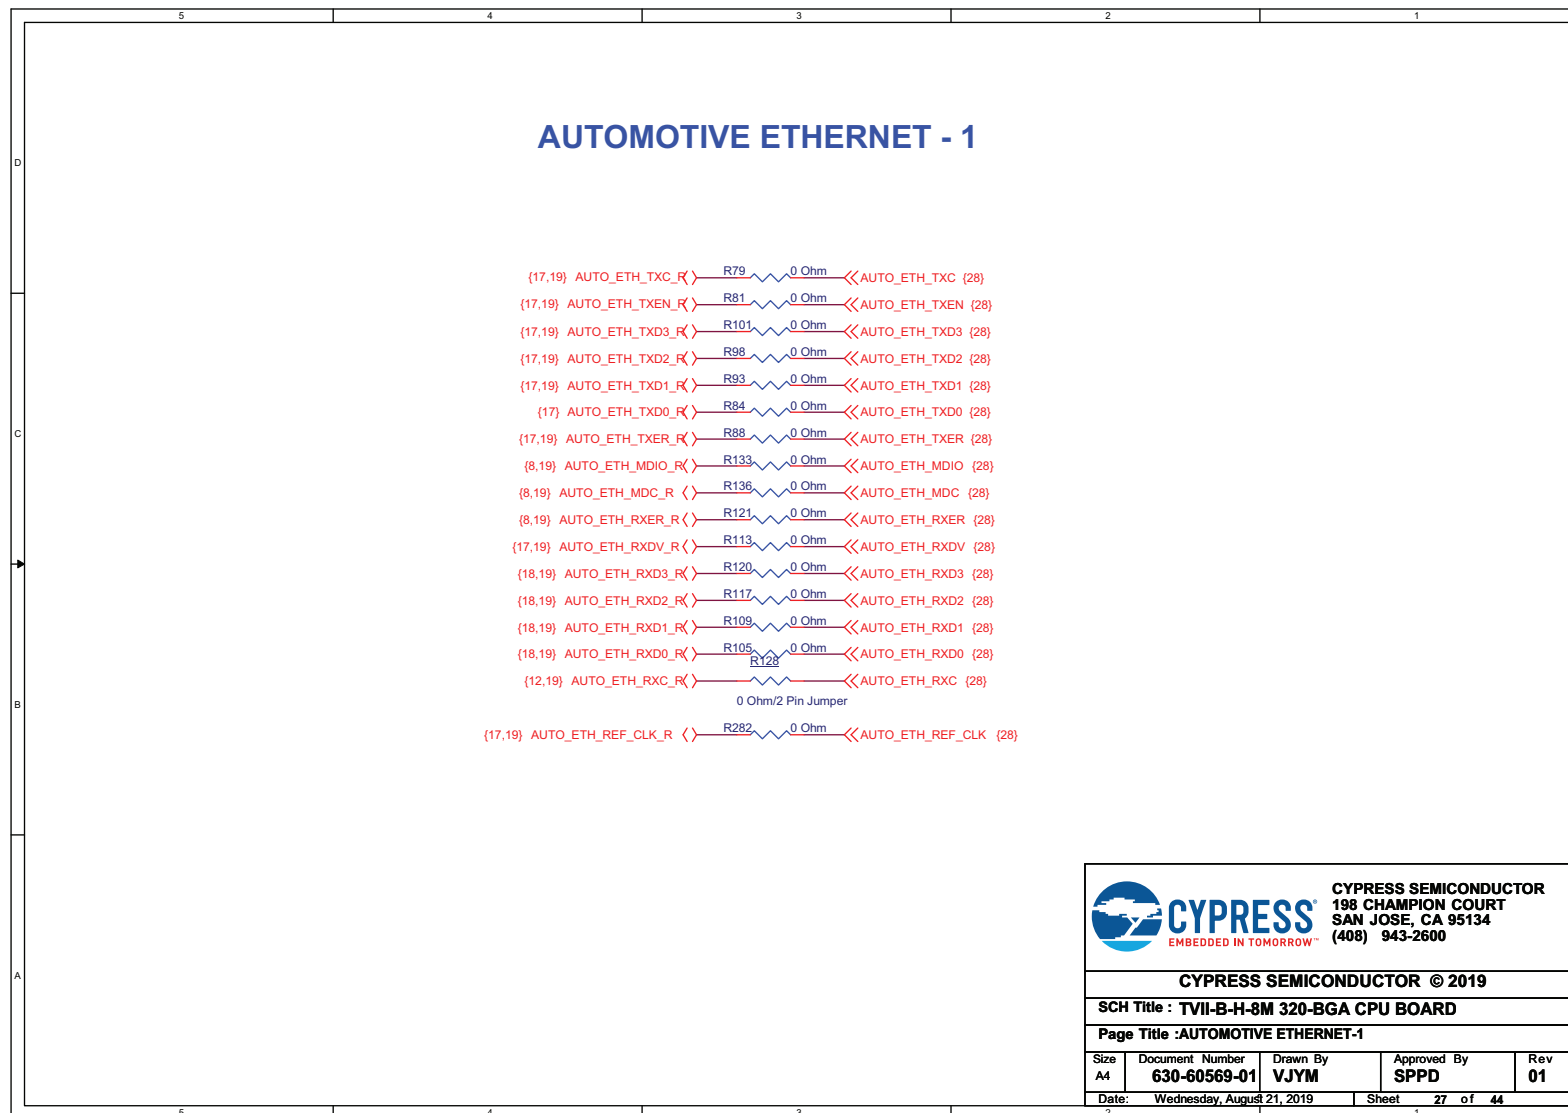 5 4 3 2 1
AUTOMOTIVE ETHERNET - 1
D
{17,19} AUTO_ETH_TXC_R R79 0 Ohm AUTO_ETH_TXC {28}
{17,19} AUTO_ETH_TXEN_R R81 0 Ohm AUTO_ETH_TXEN {28}
{17,19} AUTO_ETH_TXD3_R R101 0 Ohm AUTO_ETH_TXD3 {28}
{17,19} AUTO_ETH_TXD2_R R98 0 Ohm AUTO_ETH_TXD2 {28}
{17,19} AUTO_ETH_TXD1_R R93 0 Ohm AUTO_ETH_TXD1 {28}
{17} AUTO_ETH_TXD0_R R84 0 Ohm AUTO_ETH_TXD0 {28}
C
{17,19} AUTO_ETH_TXER_R R88 0 Ohm AUTO_ETH_TXER {28}
{8,19} AUTO_ETH_MDIO_R R133 0 Ohm AUTO_ETH_MDIO {28}
{8,19} AUTO_ETH_MDC_R R136 0 Ohm AUTO_ETH_MDC {28}
{8,19} AUTO_ETH_RXER_R R121 0 Ohm AUTO_ETH_RXER {28}
{17,19} AUTO_ETH_RXDV_R R113 0 Ohm AUTO_ETH_RXDV {28}
{18,19} AUTO_ETH_RXD3_R R120 0 Ohm AUTO_ETH_RXD3 {28}
{18,19} AUTO_ETH_RXD2_R R117 0 Ohm AUTO_ETH_RXD2 {28}
{18,19} AUTO_ETH_RXD1_R R109 0 Ohm AUTO_ETH_RXD1 {28}
{18,19} AUTO_ETH_RXD0_R R105 0 Ohm AUTO_ETH_RXD0 {28}
R128
{12,19} AUTO_ETH_RXC_R AUTO_ETH_RXC {28}
0 Ohm/2 Pin Jumper
B
{17,19} AUTO_ETH_REF_CLK_R R282 0 Ohm AUTO_ETH_REF_CLK {28}
A
CYPRESS®
EMBEDDED IN TOMORROW™
CYPRESS SEMICONDUCTOR
198 CHAMPION COURT
SAN JOSE, CA 95134
(408) 943-2600
CYPRESS SEMICONDUCTOR © 2019
SCH Title : TVII-B-H-8M 320-BGA CPU BOARD
Page Title :AUTOMOTIVE ETHERNET-1
Size Document Number Drawn By Approved By Rev
A4 630-60569-01 VJYM SPPD 01
Date: Wednesday, August 21, 2019 Sheet 27 of 44
5 4 3 2 1